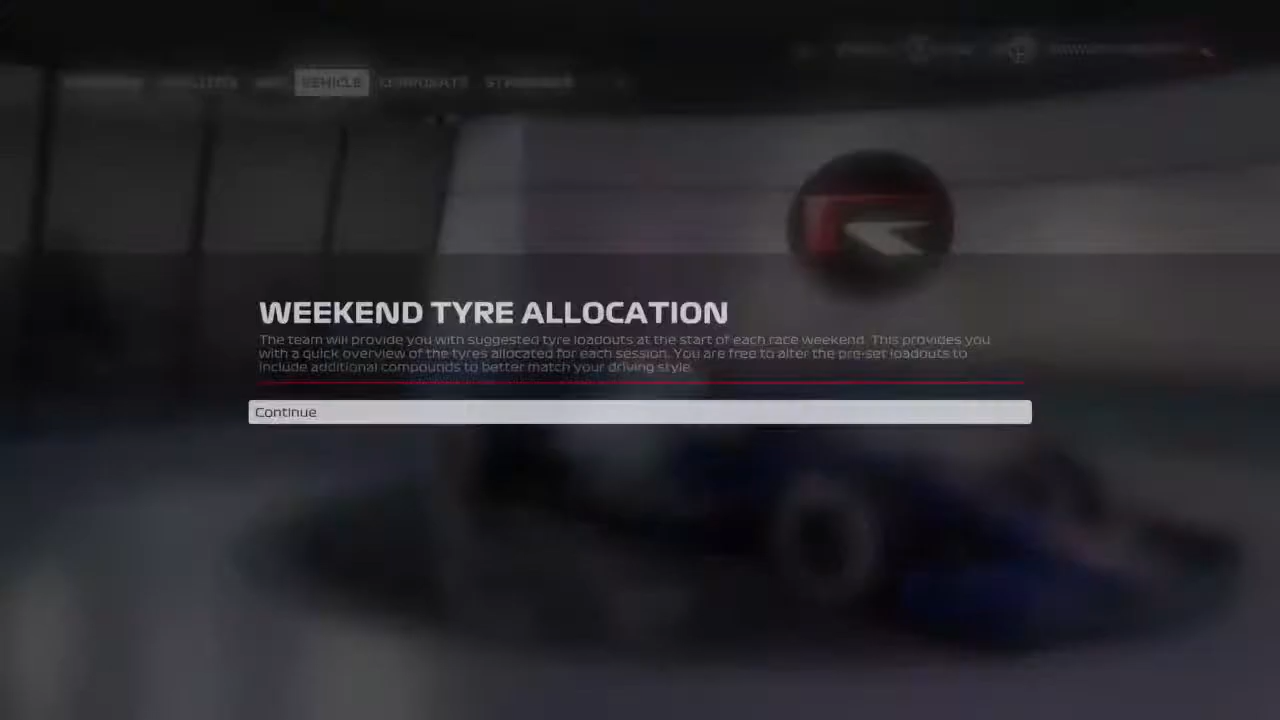 VEHICLE CORPORATE
WEEKEND TYRE ALLOCATION
The team will provide you with suggested tyre loadouts at the start of each race weekend. This provides you
with a quick overview of the tyres allocated for each session. You are free to alter the pre-set loadouts to
include additional compounds to better match your driving style.
Continue